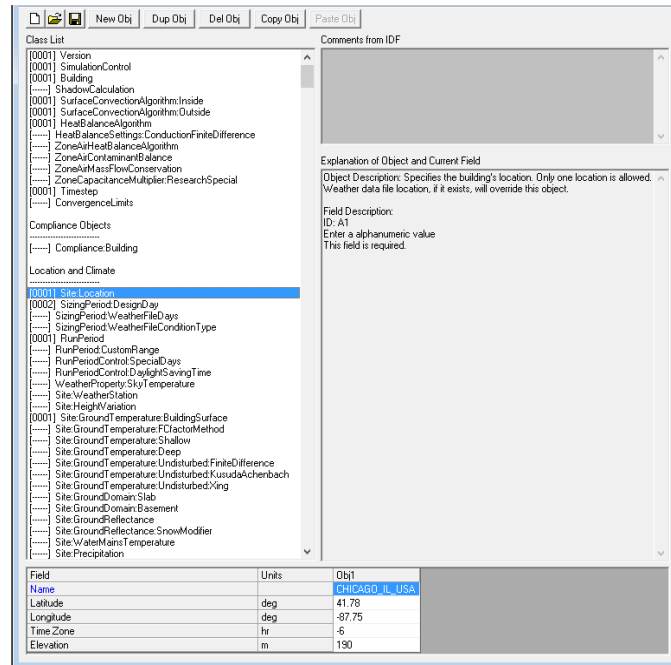 New Obj Dup Obj Del Obj Copy Obj Paste Obj
Class List
[0001] Version
[0001] SimulationControl
[0001] Building
[------] ShadowCalculation
[0001] SurfaceConvectionAlgorithm:Inside
[0001] SurfaceConvectionAlgorithm:Outside
[0001] HeatBalanceAlgorithm
[------] HeatBalanceSettings:ConductionFiniteDifference
[------] ZoneAirHeatBalanceAlgorithm
[------] ZoneAirContaminantBalance
[------] ZoneAirMassFlowConservation
[------] ZoneCapacitanceMultiplier:ResearchSpecial
[0001] Timestep
[------] ConvergenceLimits
Compliance Objects
-------------------------
[------] Compliance:Building
Location and Climate
-------------------------
[0001] Site:Location
[0002] SizingPeriod:DesignDay
[------] SizingPeriod:WeatherFileDays
[------] SizingPeriod:WeatherFileConditionType
[0001] RunPeriod
[------] RunPeriod:CustomRange
[------] RunPeriodControl:SpecialDays
[------] RunPeriodControl:DaylightSavingTime
[------] WeatherProperty:SkyTemperature
[------] Site:WeatherStation
[------] Site:HeightVariation
[0001] Site:GroundTemperature:BuildingSurface
[------] Site:GroundTemperature:FCfactorMethod
[------] Site:GroundTemperature:Shallow
[------] Site:GroundTemperature:Deep
[------] Site:GroundTemperature:Undisturbed:FiniteDifference
[------] Site:GroundTemperature:Undisturbed:KusudaAchenbach
[------] Site:GroundTemperature:Undisturbed:Xing
[------] Site:GroundDomain:Slab
[------] Site:GroundDomain:Basement
[------] Site:GroundReflectance
[------] Site:GroundReflectance:SnowModifier
[------] Site:WaterMainsTemperature
[------] Site:Precipitation
Comments from IDF
Explanation of Object and Current Field
Object Description: Specifies the building's location. Only one location is allowed.
Weather data file location, if it exists, will override this object.
Field Description:
ID: A1
Enter a alphanumeric value
This field is required.
Field Units Obj1
Name CHICAGO_IL_USA
Latitude deg 41.78
Longitude deg -87.75
Time Zone hr -6
Elevation m 190